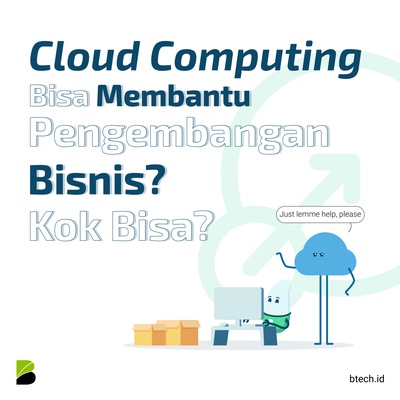 Cloud Computing
Bisa Membantu
Pengembangan
Bisnis?
Kok Bisa?
Just lemme help, please
btech.id